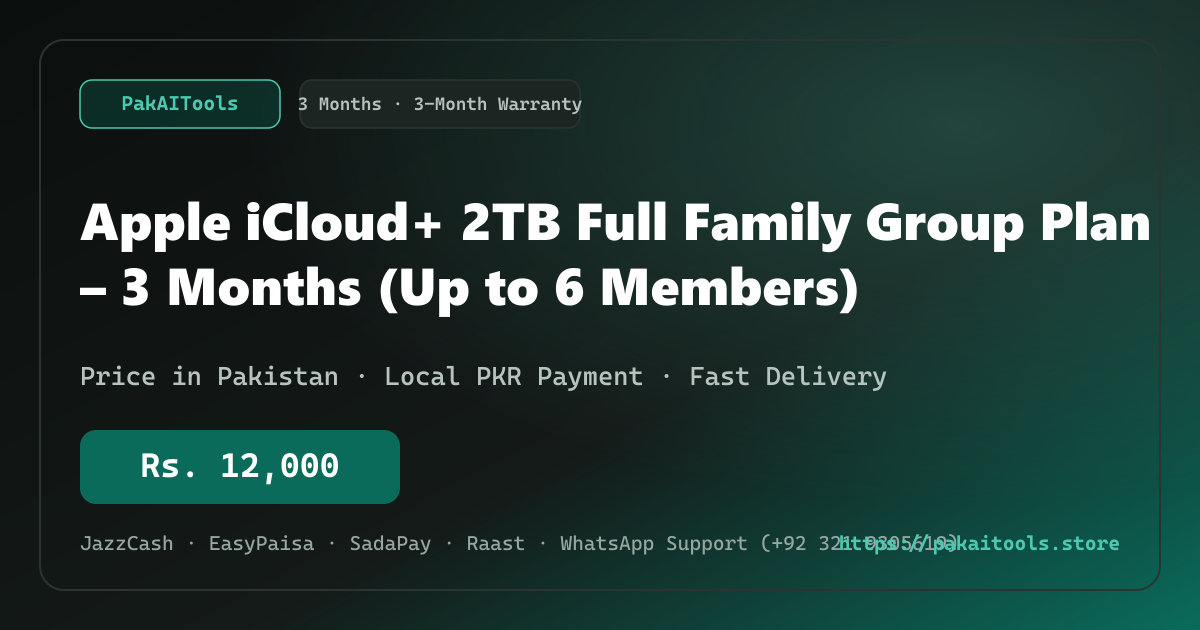 PakAITools
3 Months · 3-Month Warranty
Apple iCloud+ 2TB Full Family Group Plan
– 3 Months (Up to 6 Members)
Price in Pakistan · Local PKR Payment · Fast Delivery
Rs. 12,000
JazzCash · EasyPaisa · SadaPay · Raast · WhatsApp Support (+92 321
https://pakaitools.store